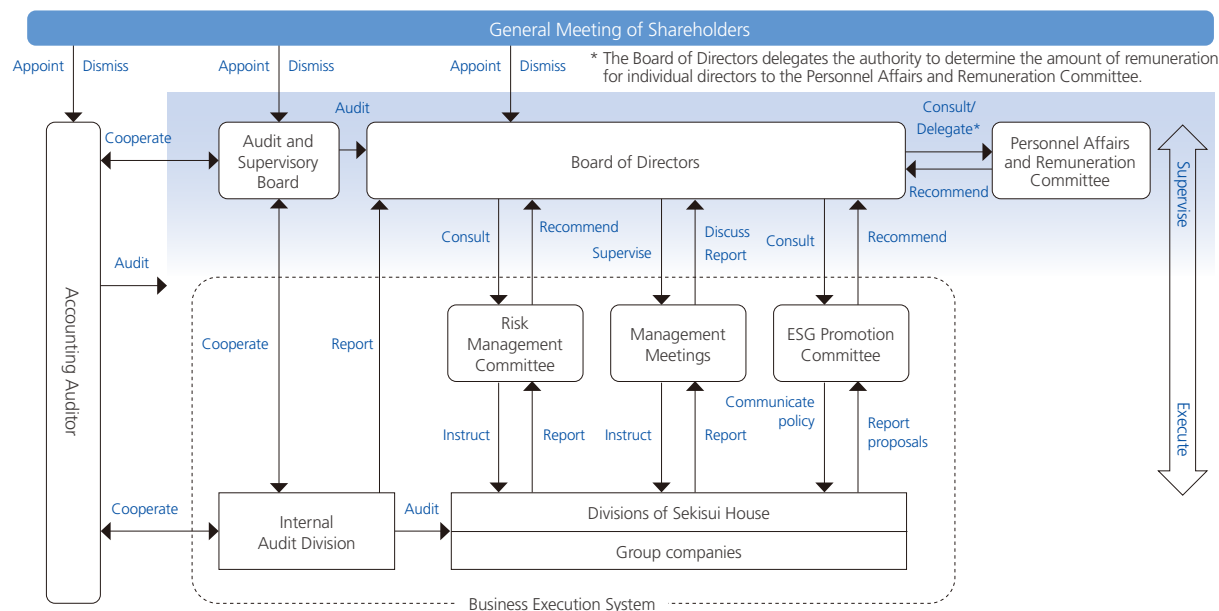 General Meeting of Shareholders
* The Board of Directors delegates the authority to determine the amount of remuneration
for individual directors to the Personnel Affairs and Remuneration Committee.
Appoint
Dismiss
Appoint
Dismiss
Appoint
Dismiss
Audit
Consult/
Delegate*
Cooperate
Audit and
Supervisory
Board
Board of Directors
Personnel Affairs
and Remuneration
Committee
Recommend
Supervise
Consult
Recommend
Supervise
Discuss
Report
Consult
Recommend
Audit
Accounting Auditor
Cooperate
Report
Risk
Management
Committee
Management
Meetings
ESG Promotion
Committee
Execute
Instruct
Report
Instruct
Report
Communicate
policy
Report
proposals
Cooperate
Internal
Audit Division
Audit
Divisions of Sekisui House
Group companies
Business Execution System